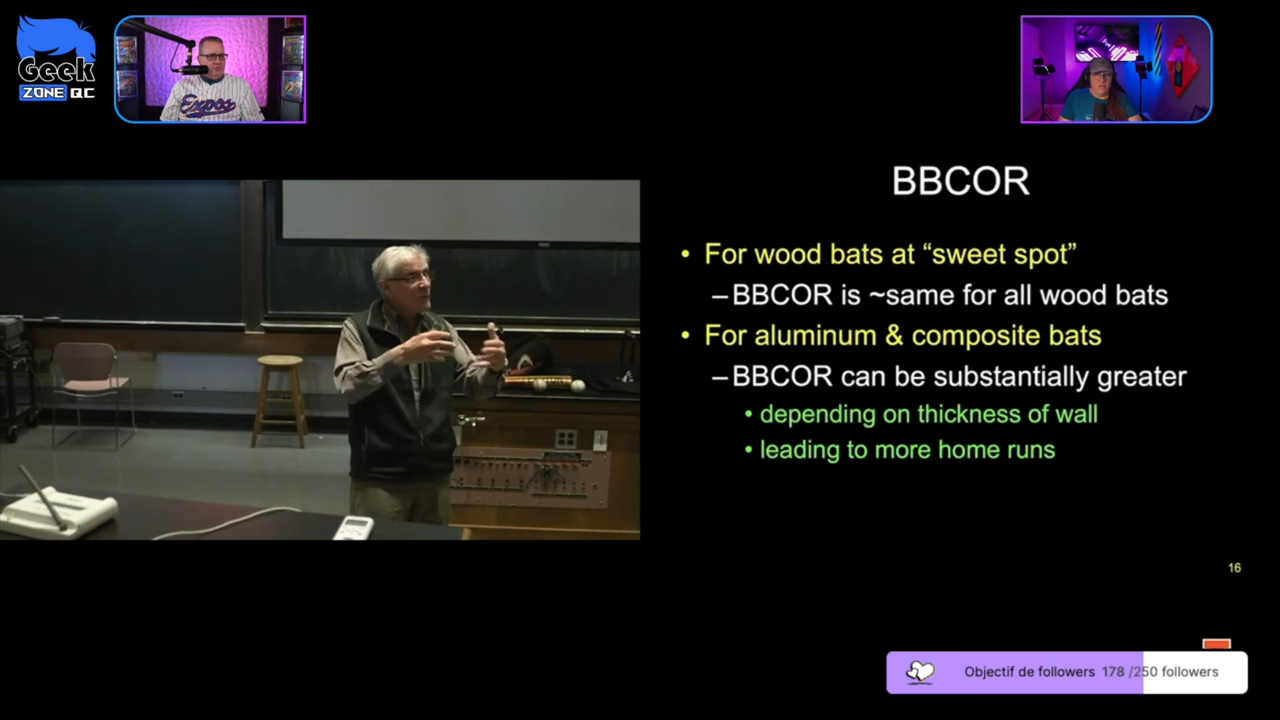 Geek
ZONE QC
Expos
BBCOR
• For wood bats at “sweet spot”
–BBCOR is ~same for all wood bats
• For aluminum & composite bats
–BBCOR can be substantially greater
• depending on thickness of wall
• leading to more home runs
16
Objectif de followers 178 /250 followers